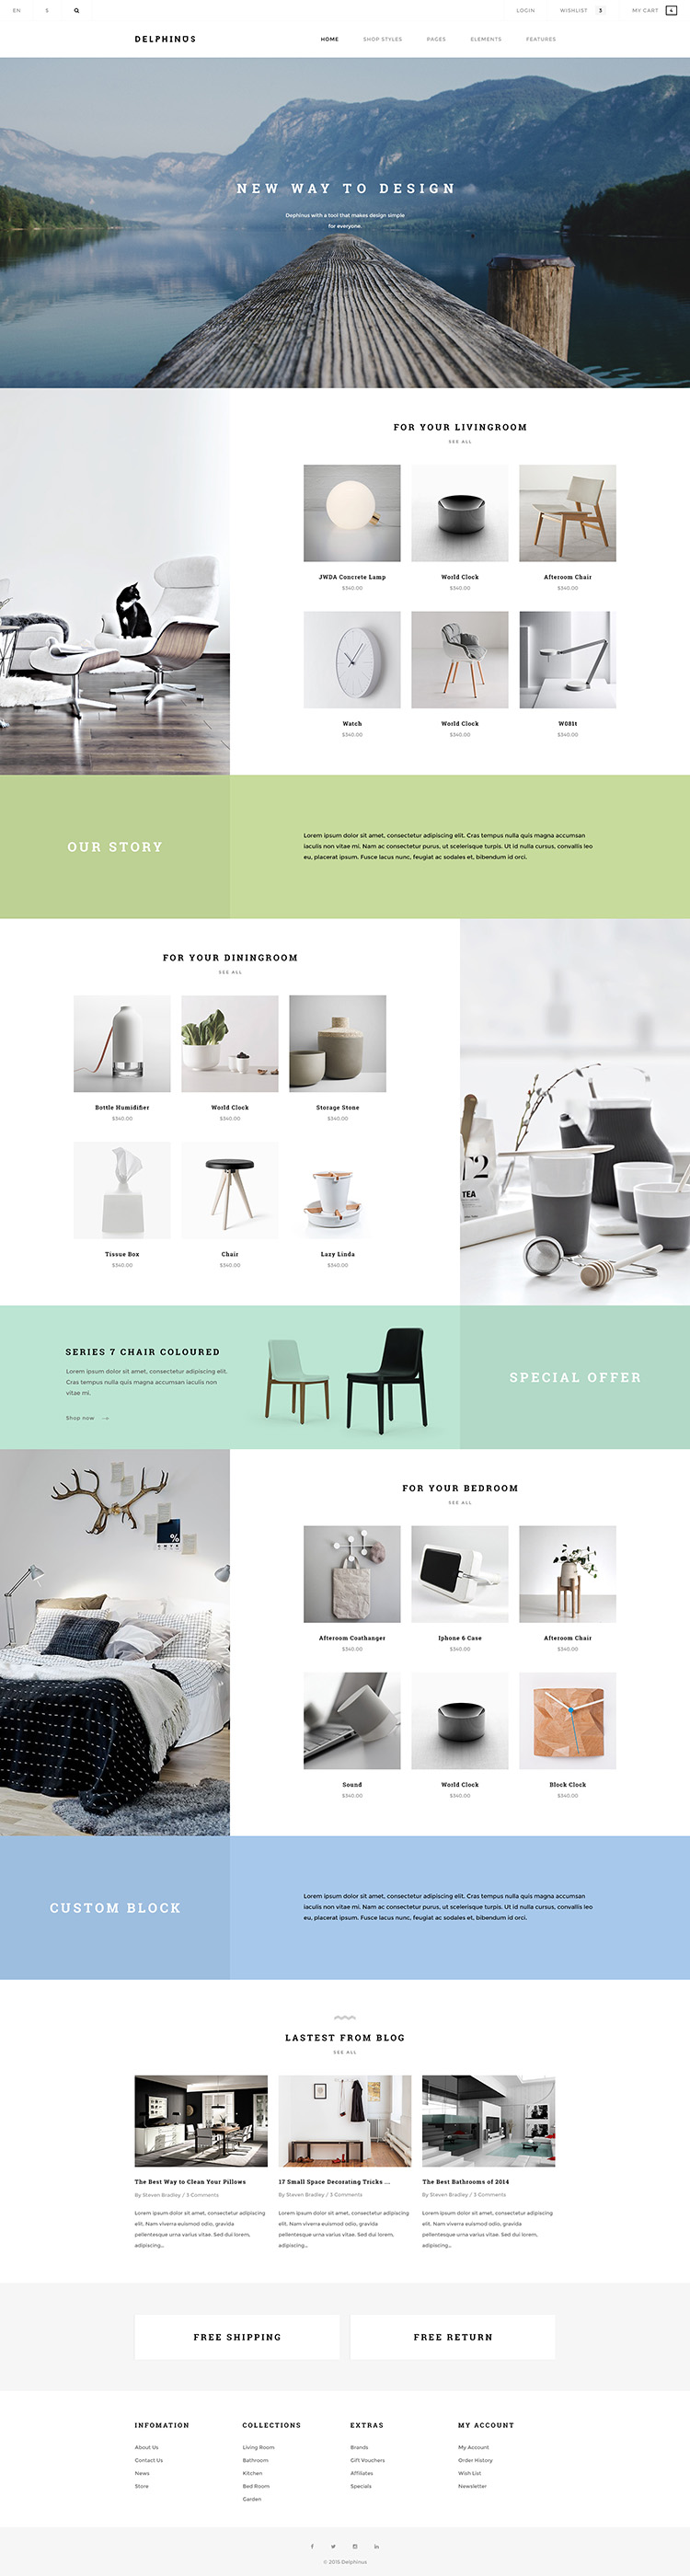 EN $ LOGIN WISHLIST 3 MY CART 4
DELPHINUS HOME SHOP STYLES PAGES ELEMENTS FEATURES
NEW WAY TO DESIGN
Dephinus with a tool that makes design simple
for everyone.
FOR YOUR LIVINGROOM
SEE ALL
JWDA Concrete Lamp World Clock Afteroom Chair
$340.00 $340.00 $340.00
Watch World Clock W081t
$340.00 $340.00 $340.00
OUR STORY
Lorem ipsum dolor sit amet, consectetur adipiscing elit. Cras tempus nulla quis magna accumsan
iaculis non vitae mi. Nam ac consectetur purus, ut scelerisque turpis. Ut id nulla cursus, convallis leo
eu, placerat ipsum. Fusce lacus nunc, feugiat ac sodales et, bibendum id orci.
FOR YOUR DININGROOM
SEE ALL
Bottle Humidifier World Clock Storage Stone
$340.00 $340.00 $340.00
Tissue Box Chair Lazy Linda
$340.00 $340.00 $340.00
TEA
SERIES 7 CHAIR COLOURED
Lorem ipsum dolor sit amet, consectetur adipiscing elit.
Cras tempus nulla quis magna accumsan iaculis non
vitae mi.
Shop now
SPECIAL OFFER
%
FOR YOUR BEDROOM
SEE ALL
Afteroom Coathanger Iphone 6 Case Afteroom Chair
$340.00 $340.00 $340.00
Sound World Clock Block Clock
$340.00 $340.00 $340.00
CUSTOM BLOCK
Lorem ipsum dolor sit amet, consectetur adipiscing elit. Cras tempus nulla quis magna accumsan
iaculis non vitae mi. Nam ac consectetur purus, ut scelerisque turpis. Ut id nulla cursus, convallis leo
eu, placerat ipsum. Fusce lacus nunc, feugiat ac sodales et, bibendum id orci.
LASTEST FROM BLOG
SEE ALL
The Best Way to Clean Your Pillows
By Steven Bradley / 3 Comments
Lorem ipsum dolor sit amet, consectetur adipiscing
elit. Nam viverra euismod odio, gravida
pellentesque urna varius vitae. Sed dui lorem,
adipiscing...
17 Small Space Decorating Tricks ...
By Steven Bradley / 3 Comments
Lorem ipsum dolor sit amet, consectetur adipiscing
elit. Nam viverra euismod odio, gravida
pellentesque urna varius vitae. Sed dui lorem,
adipiscing...
The Best Bathrooms of 2014
By Steven Bradley / 3 Comments
Lorem ipsum dolor sit amet, consectetur adipiscing
elit. Nam viverra euismod odio, gravida
pellentesque urna varius vitae. Sed dui lorem,
adipiscing...
FREE SHIPPING FREE RETURN
INFOMATION
About Us
Contact Us
News
Store
COLLECTIONS
Living Room
Bathroom
Kitchen
Bed Room
Garden
EXTRAS
Brands
Gift Vouchers
Affiliates
Specials
MY ACCOUNT
My Account
Order History
Wish List
Newsletter
© 2015 Delphinus